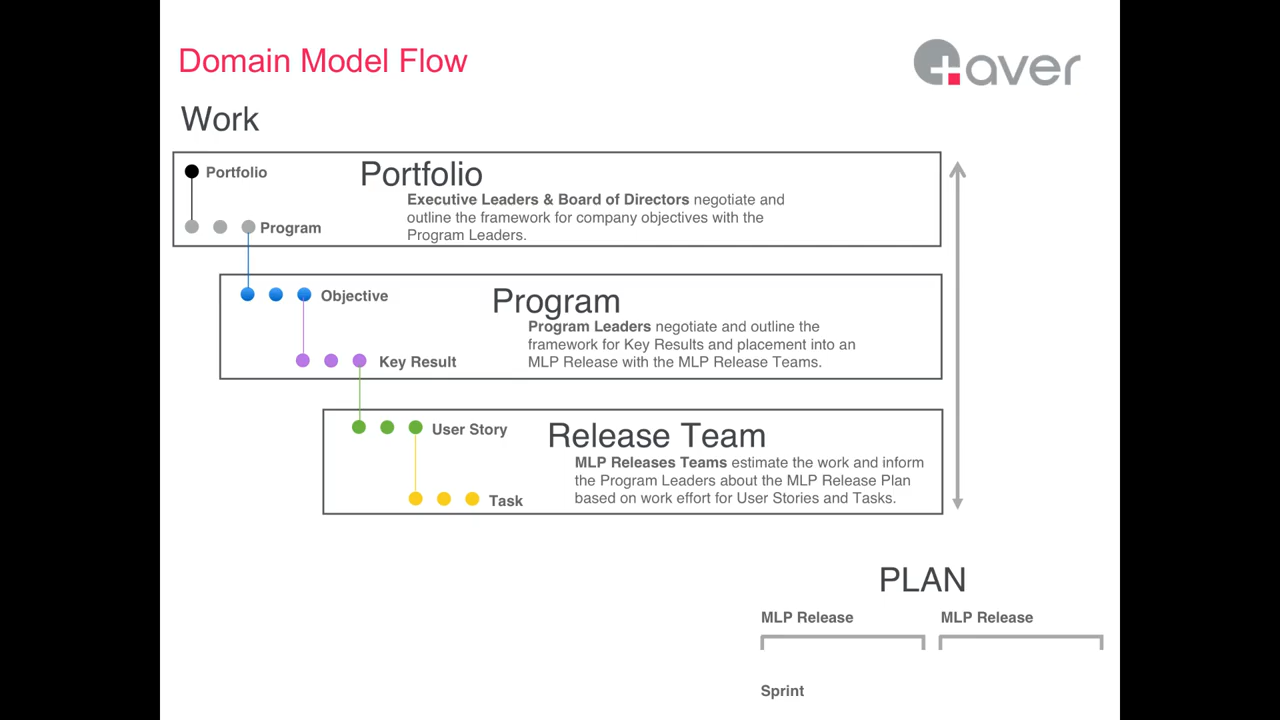 Domain Model Flow
aver
Work
Portfolio
Portfolio
Executive Leaders & Board of Directors negotiate and
outline the framework for company objectives with the
Program Leaders.
Program
Objective
Program
Program Leaders negotiate and outline the
framework for Key Results and placement into an
MLP Release with the MLP Release Teams.
Key Result
User Story
Release Team
MLP Releases Teams estimate the work and inform
the Program Leaders about the MLP Release Plan
based on work effort for User Stories and Tasks.
Task
PLAN
MLP Release
MLP Release
Sprint